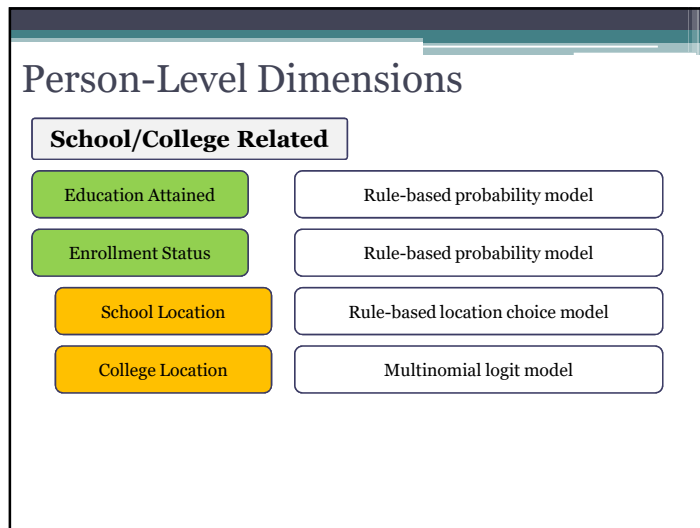 Person-Level Dimensions
School/College Related
Education Attained
Rule-based probability model
Enrollment Status
Rule-based probability model
School Location
Rule-based location choice model
College Location
Multinomial logit model